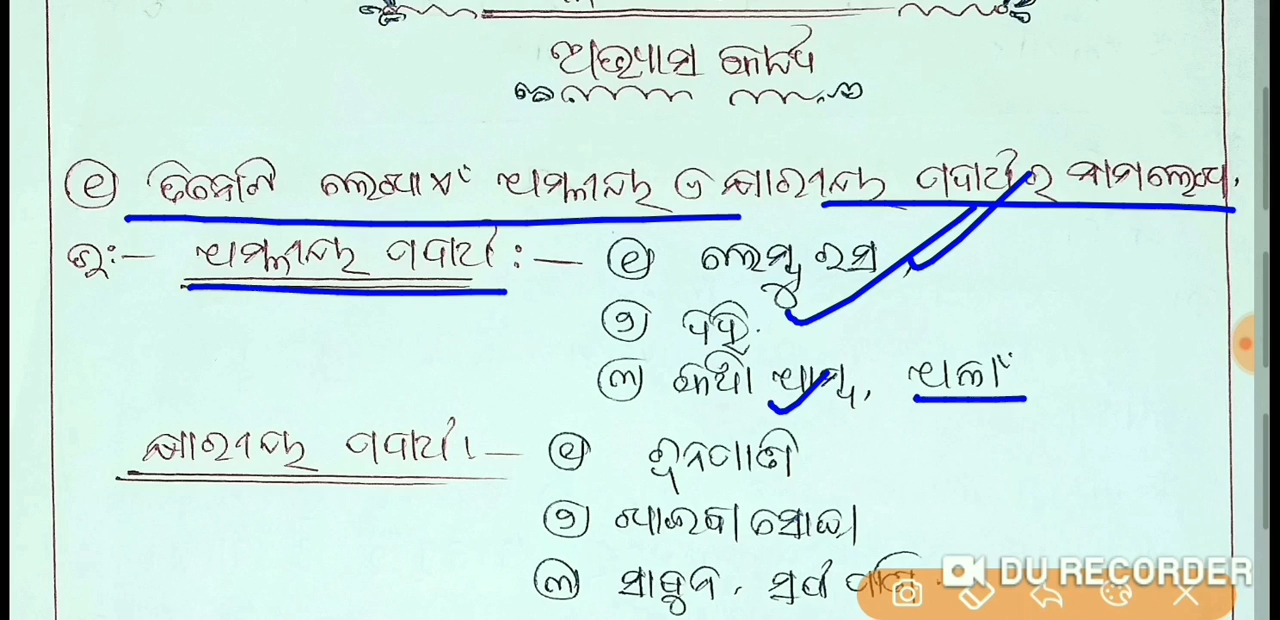 ଅଭ୍ୟାସ କାର୍ଯ୍ୟ
୧ ତିନୋଟି ଲେଖାଏଁ ଅମ୍ଳୀୟ ଓ କ୍ଷାରୀୟ ପଦାର୍ଥର ନାମ ଲେଖ.
ଉ:— ଅମ୍ଳୀୟ ପଦାର୍ଥ :— ୧ ଲେମ୍ବୁ ରସ,
୨ ଦହି.
୩ କଞ୍ଚା ଆମ୍ବ,
କ୍ଷାରୀୟ ପଦାର୍ଥ।— ୧ ଚୂନପାଣି
୨ ଖାଇବା ସୋଡା
୩ ସାବୁନ,
DU RECORDER